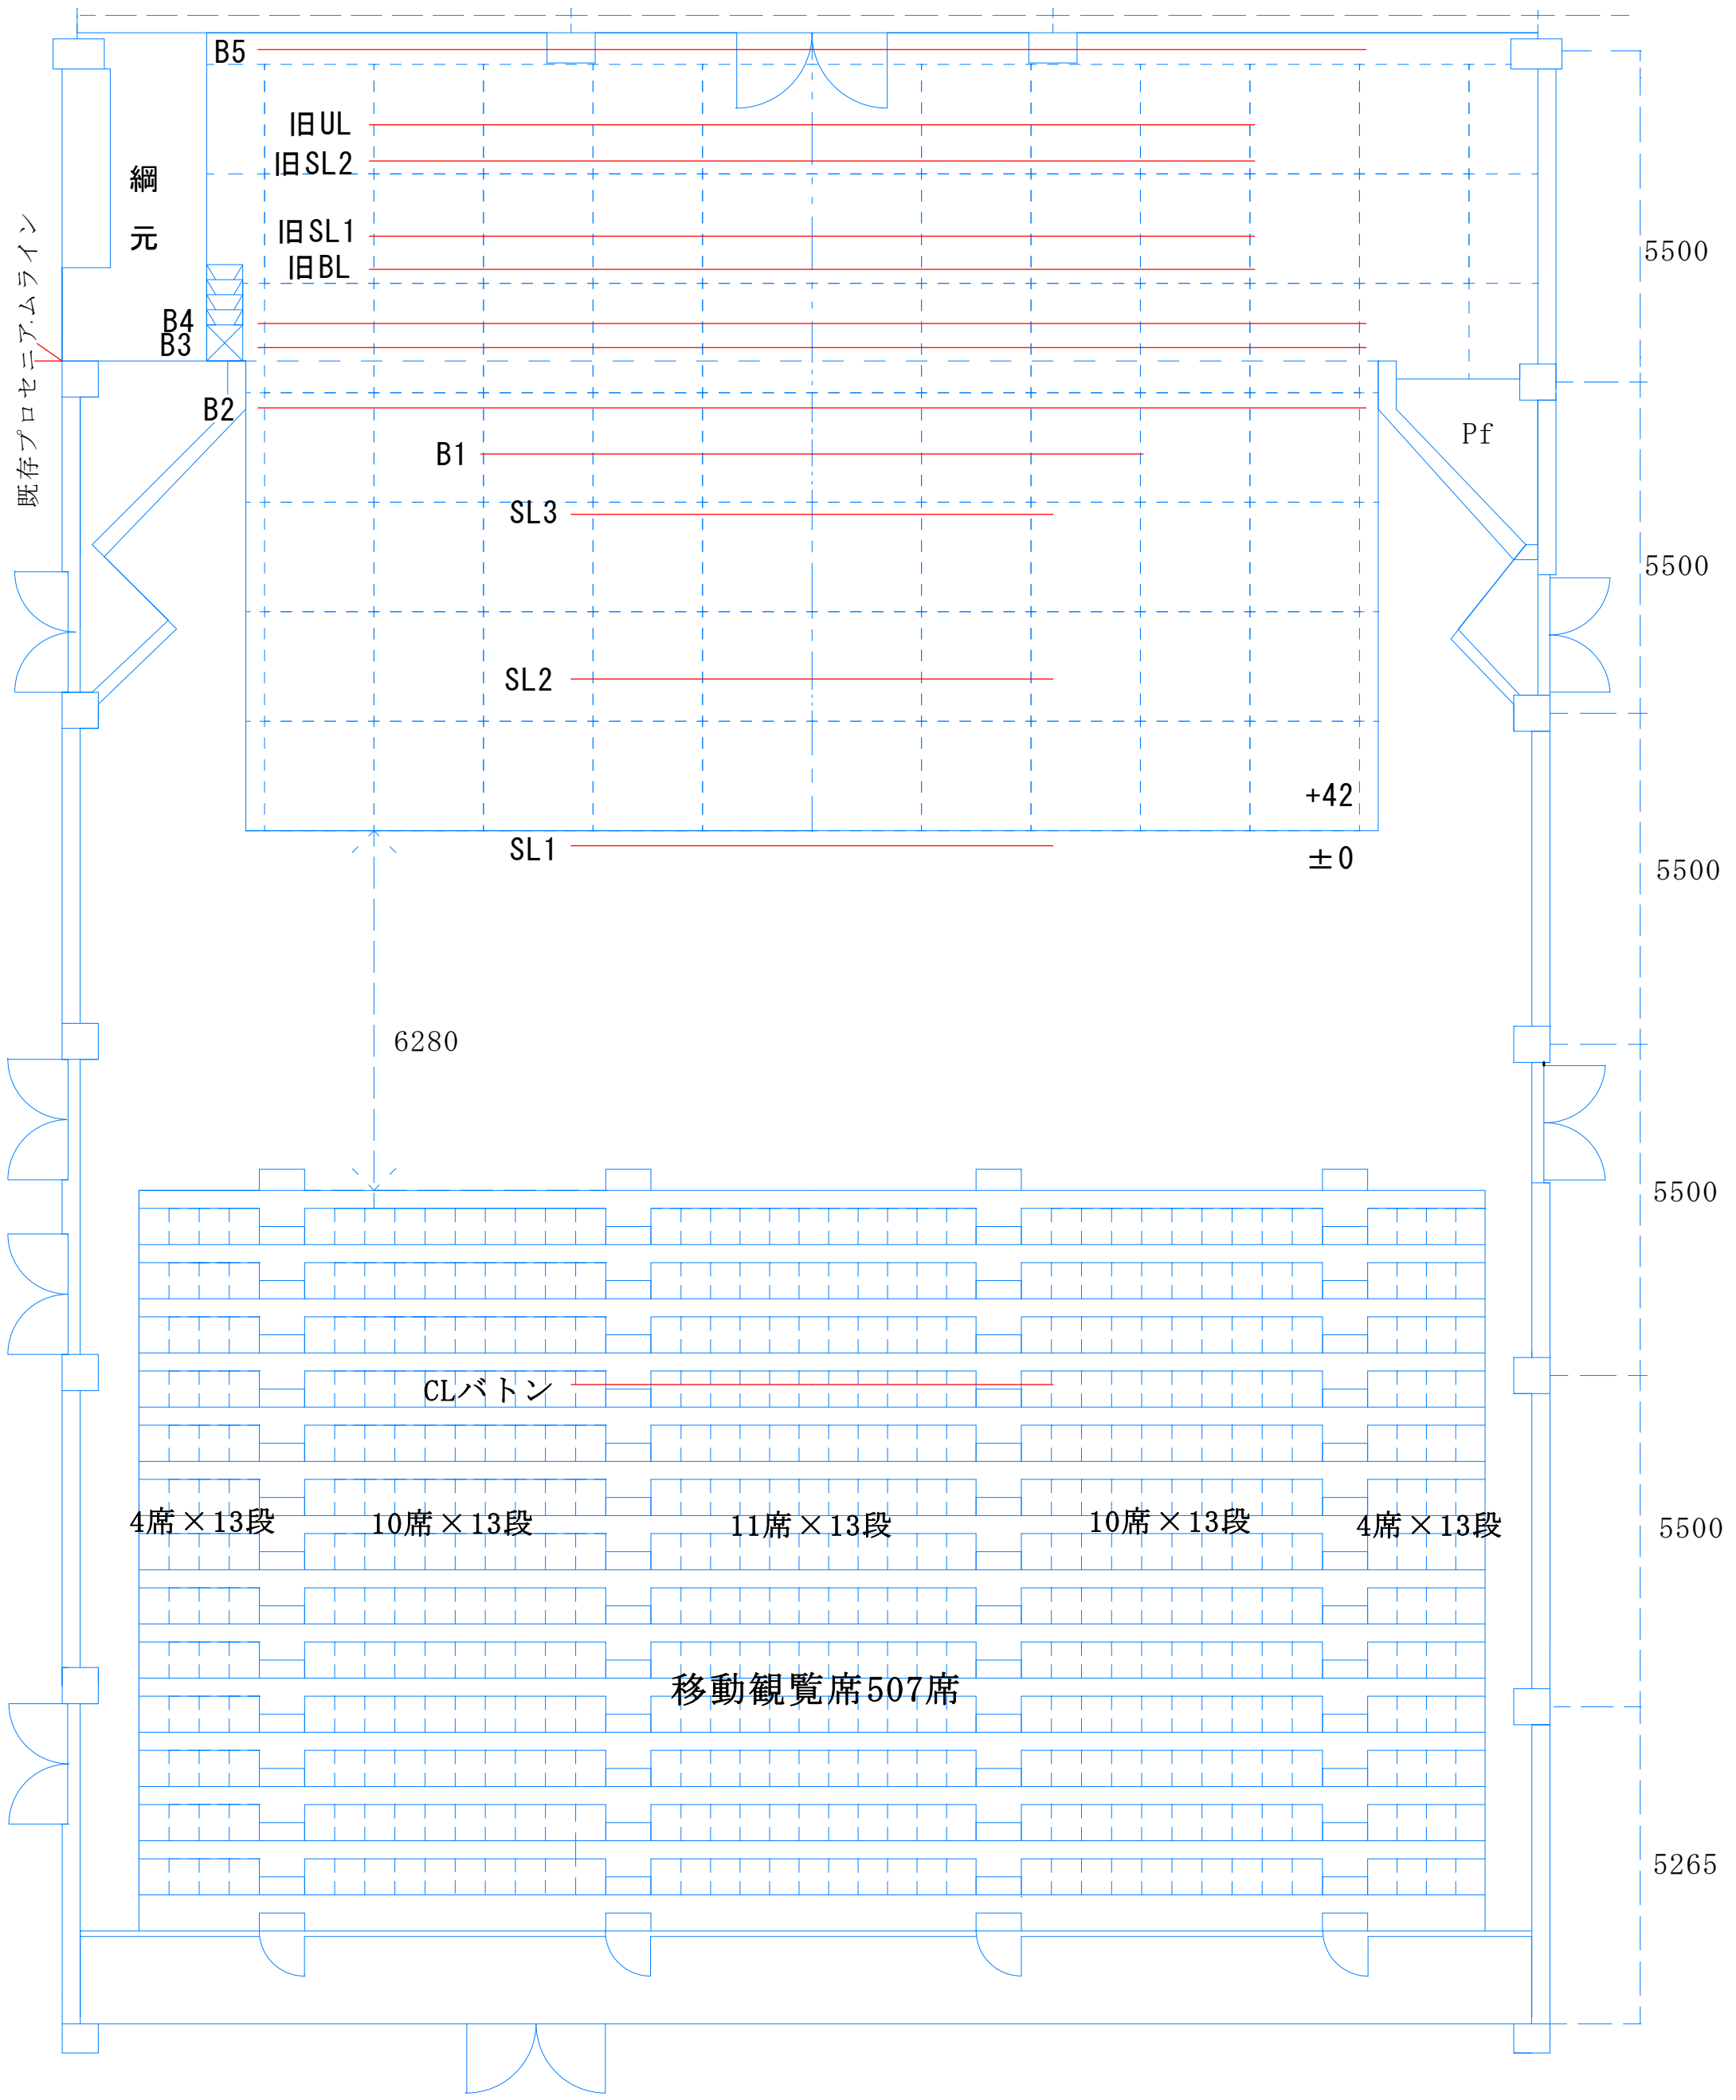 B5
旧UL
旧SL2
綱元
旧SL1
旧BL
5500
B4
B3
既存プロセニアムライン
B2
Pf
B1
SL3
5500
SL2
+42
SL1
±0
5500
6280
5500
CLバトン
4席×13段
10席×13段
11席×13段
10席×13段
4席×13段
5500
移動観覧席507席
5265